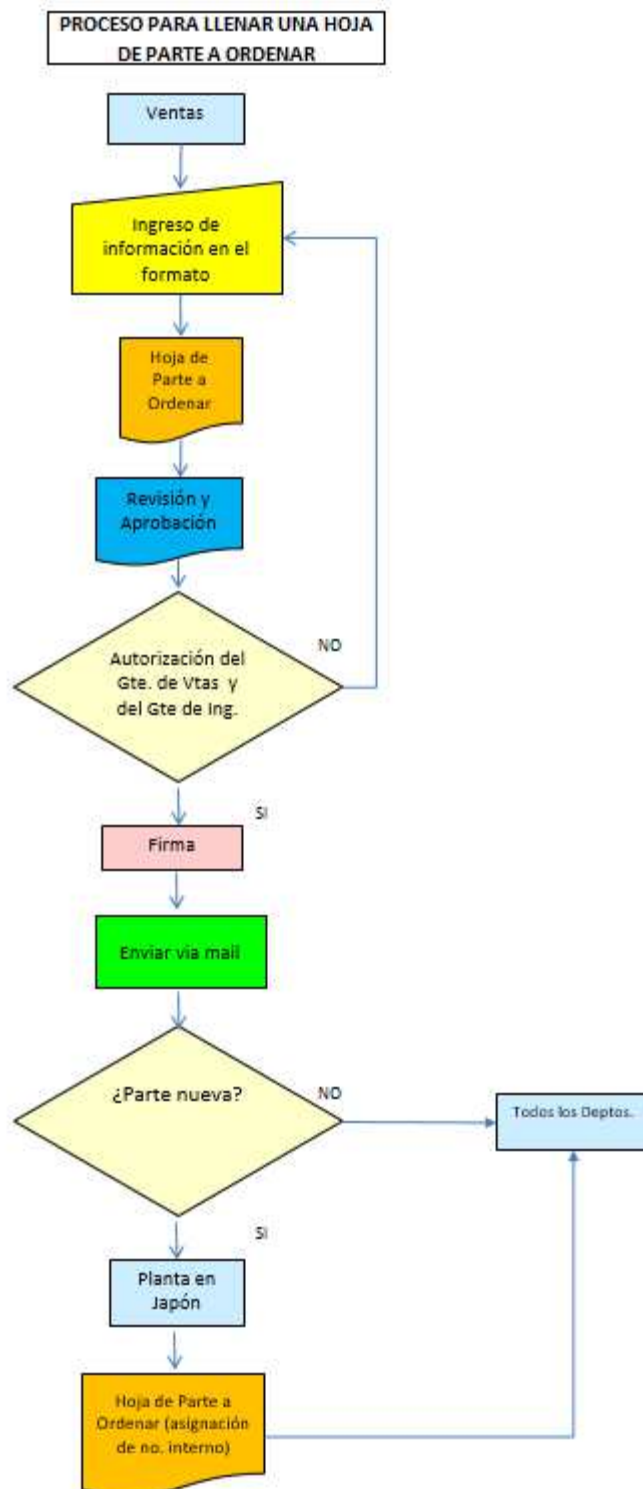 PROCESO PARA LLENAR UNA HOJA
DE PARTE A ORDENAR
Ventas
Ingreso de
información en el
formato
Hoja de
Parte a
Ordenar
Revisión y
Aprobación
NO
Autorización del
Gte. de Vtas y
del Gte de Ing.
SI
Firma
Enviar via mail
¿Parte nueva?
NO
Todos los Deptos.
SI
Planta en
Japón
Hoja de Parte a
Ordenar (asignación
de no. interno)